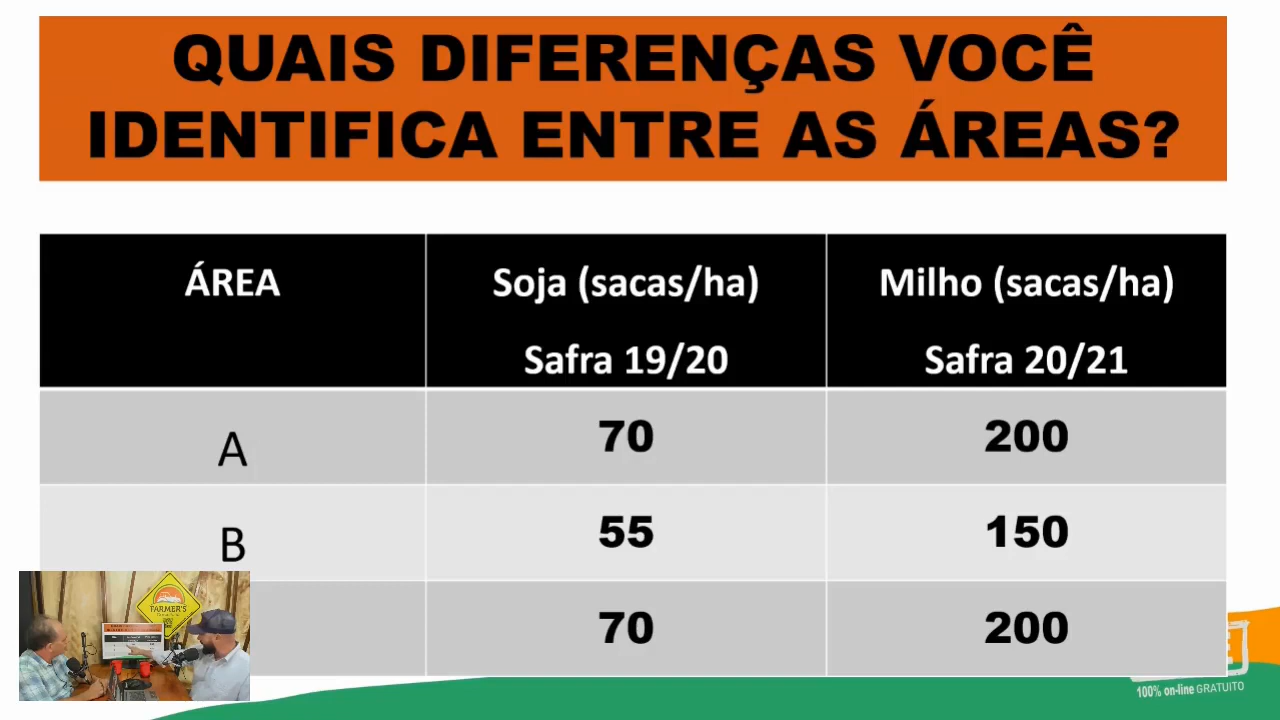 QUAIS DIFERENÇAS VOCÊ
IDENTIFICA ENTRE AS ÁREAS?
ÁREA
Soja (sacas/ha)
Safra 19/20
Milho (sacas/ha)
Safra 20/21
A
70
200
B
55
150
70
200
FARMER'S
100% on-line GRATUITO